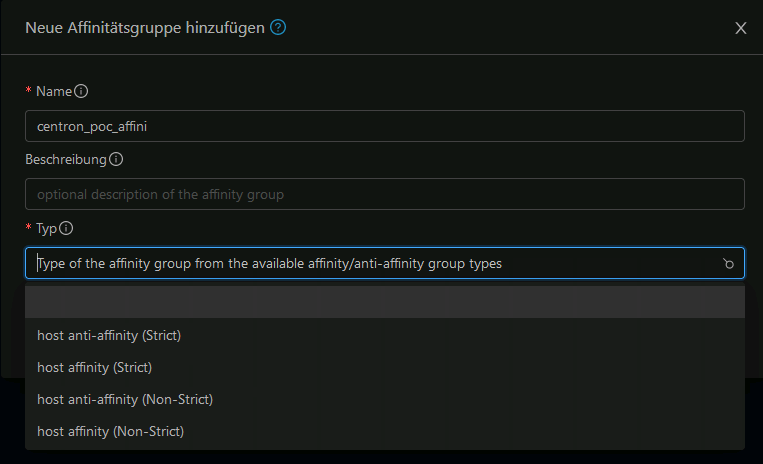 Neue Affinitätsgruppe hinzufügen
* Name
centron_poc_affini
Beschreibung
optional description of the affinity group
* Typ
Type of the affinity group from the available affinity/anti-affinity group types
host anti-affinity (Strict)
host affinity (Strict)
host anti-affinity (Non-Strict)
host affinity (Non-Strict)